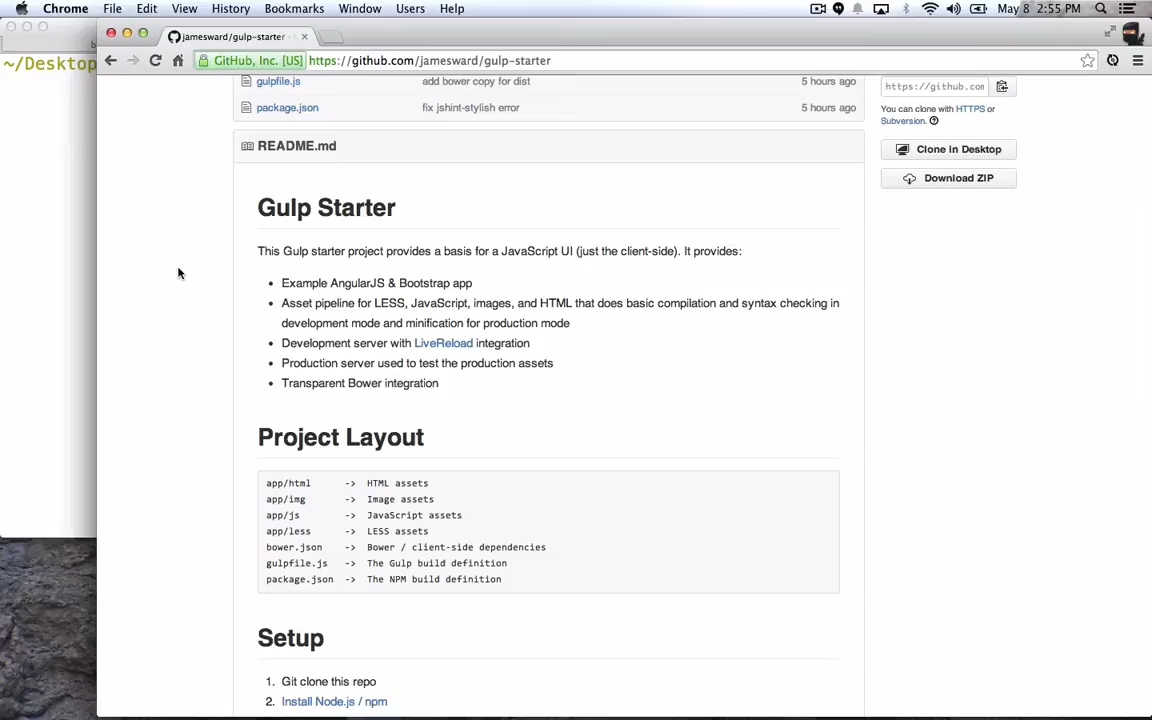 Chrome File Edit View History Bookmarks Window Users Help May 8 2:55 PM
jamesward/gulp-starter
~/Desktop
GitHub, Inc. [US] https://github.com/jamesward/gulp-starter
gulpfile.js add bower copy for dist 5 hours ago
package.json fix jshint-stylish error 5 hours ago
https://github.com
You can clone with HTTPS or
Subversion.
Clone in Desktop
Download ZIP
README.md
Gulp Starter
This Gulp starter project provides a basis for a JavaScript UI (just the client-side). It provides:
• Example AngularJS & Bootstrap app
• Asset pipeline for LESS, JavaScript, images, and HTML that does basic compilation and syntax checking in
development mode and minification for production mode
• Development server with LiveReload integration
• Production server used to test the production assets
• Transparent Bower integration
Project Layout
app/html -> HTML assets
app/img -> Image assets
app/js -> JavaScript assets
app/less -> LESS assets
bower.json -> Bower / client-side dependencies
gulpfile.js -> The Gulp build definition
package.json -> The NPM build definition
Setup
1. Git clone this repo
2. Install Node.js / npm